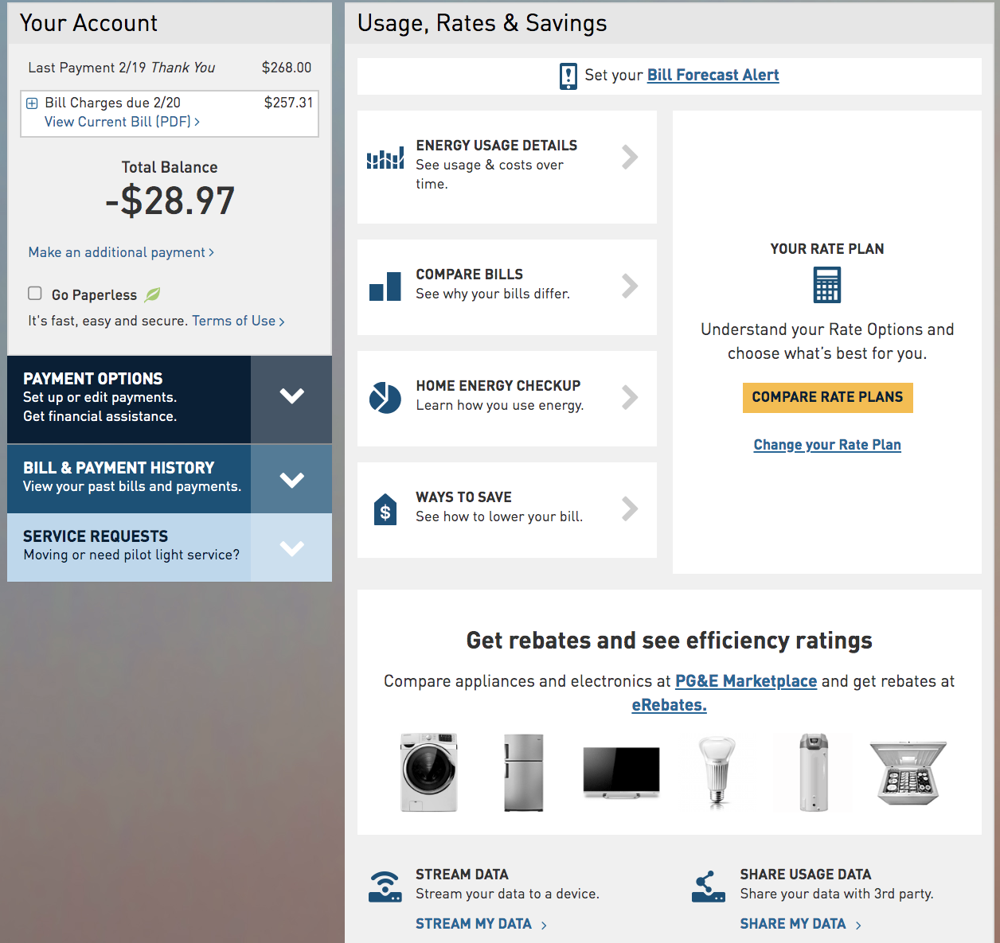 Your Account
Last Payment 2/19 Thank You $268.00
Bill Charges due 2/20 $257.31
View Current Bill (PDF) >
Total Balance
-$28.97
Make an additional payment >
Go Paperless
It's fast, easy and secure. Terms of Use >
PAYMENT OPTIONS
Set up or edit payments.
Get financial assistance.
BILL & PAYMENT HISTORY
View your past bills and payments.
SERVICE REQUESTS
Moving or need pilot light service?
Usage, Rates & Savings
Set your Bill Forecast Alert
ENERGY USAGE DETAILS
See usage & costs over
time.
COMPARE BILLS
See why your bills differ.
HOME ENERGY CHECKUP
Learn how you use energy.
WAYS TO SAVE
See how to lower your bill.
YOUR RATE PLAN
Understand your Rate Options and
choose what’s best for you.
COMPARE RATE PLANS
Change your Rate Plan
Get rebates and see efficiency ratings
Compare appliances and electronics at PG&E Marketplace and get rebates at
eRebates.
STREAM DATA
Stream your data to a device.
STREAM MY DATA >
SHARE USAGE DATA
Share your data with 3rd party.
SHARE MY DATA >